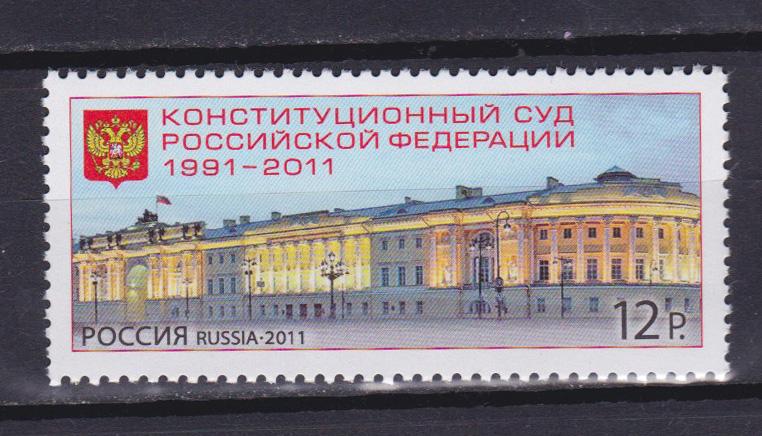 КОНСТИТУЦИОННЫЙ СУД
РОССИЙСКОЙ ФЕДЕРАЦИИ
1991–2011
РОССИЯ RUSSIA·2011
12 Р.